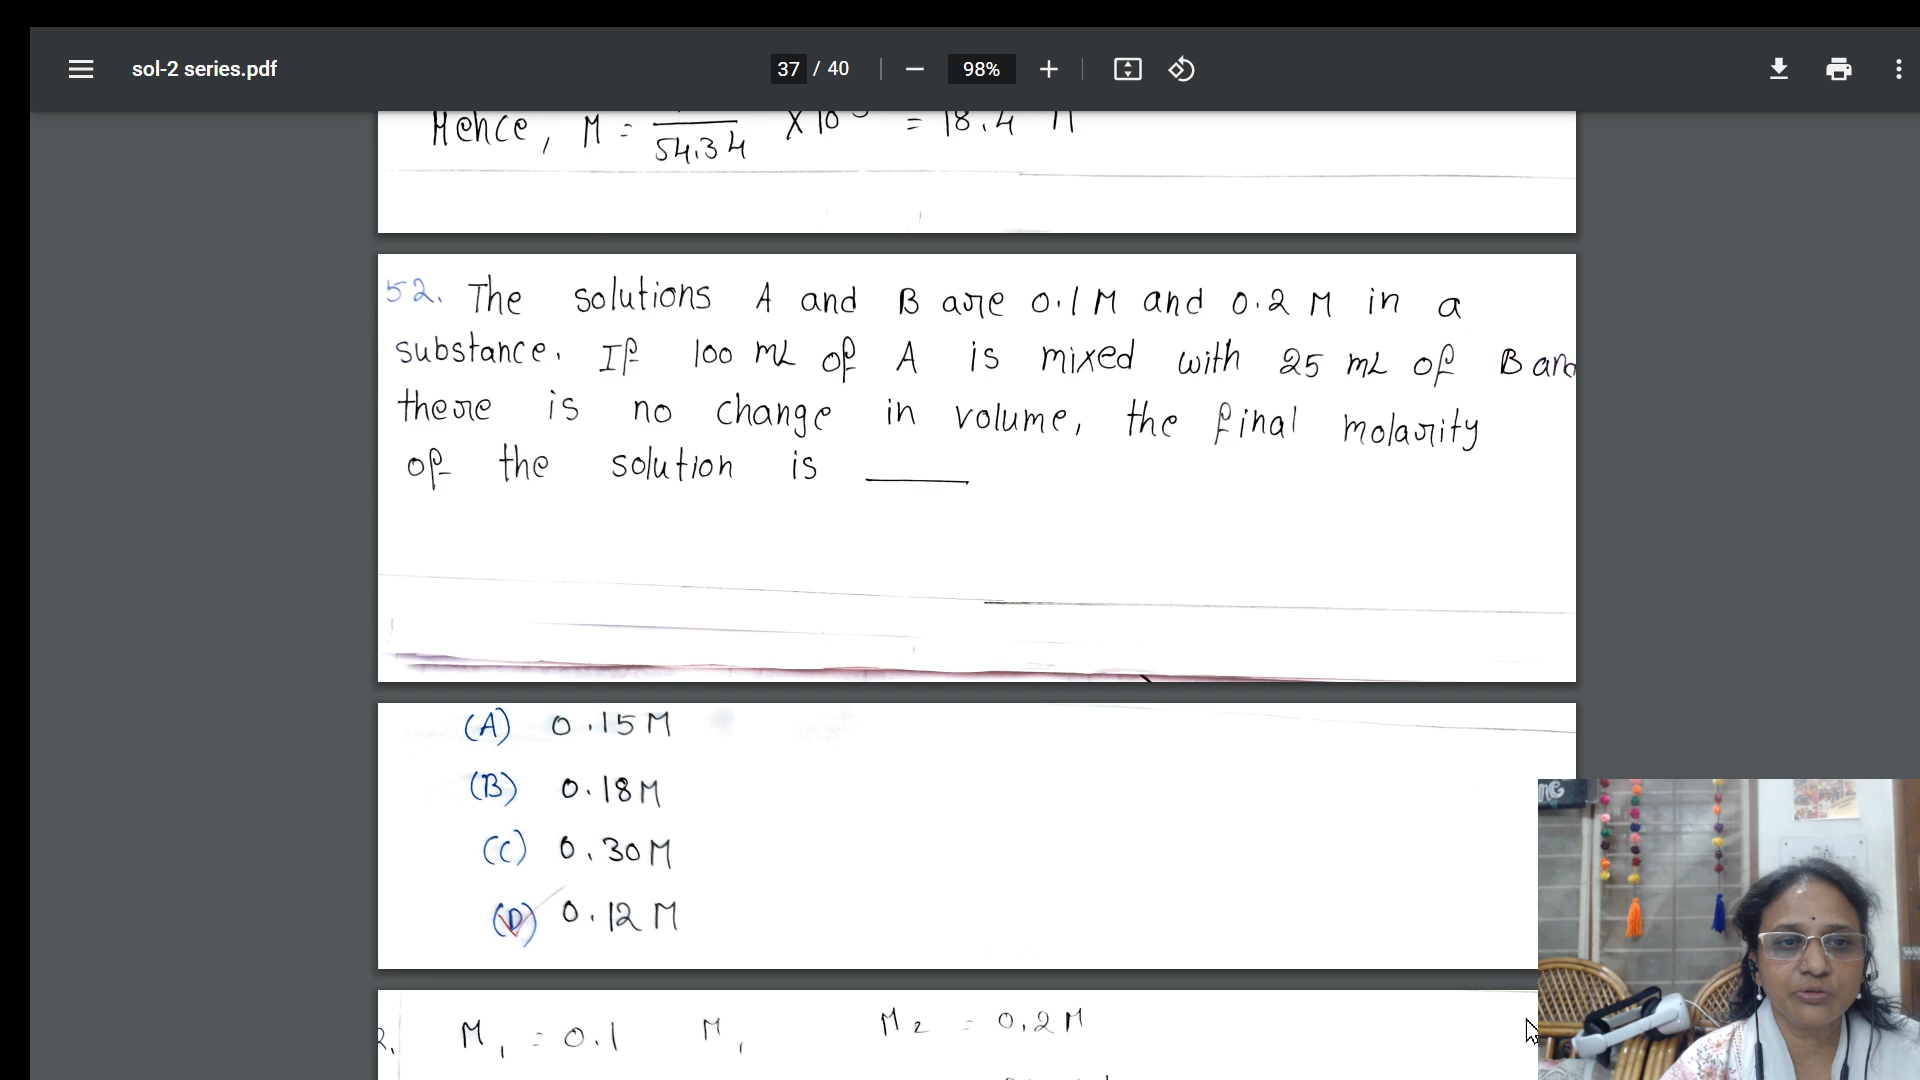 sol-2 series.pdf
37 / 40
98%
Hence, M = 54.34 × 10 = 18.4 M
52. The solutions A and B are 0.1 M and 0.2 M in a
substance. If 100 mL of A is mixed with 25 mL of B and
there is no change in volume, the final molarity
of the solution is ____
(A) 0.15 M
(B) 0.18 M
(C) 0.30 M
(D) 0.12 M
M1 = 0.1 M, M2 = 0.2 M